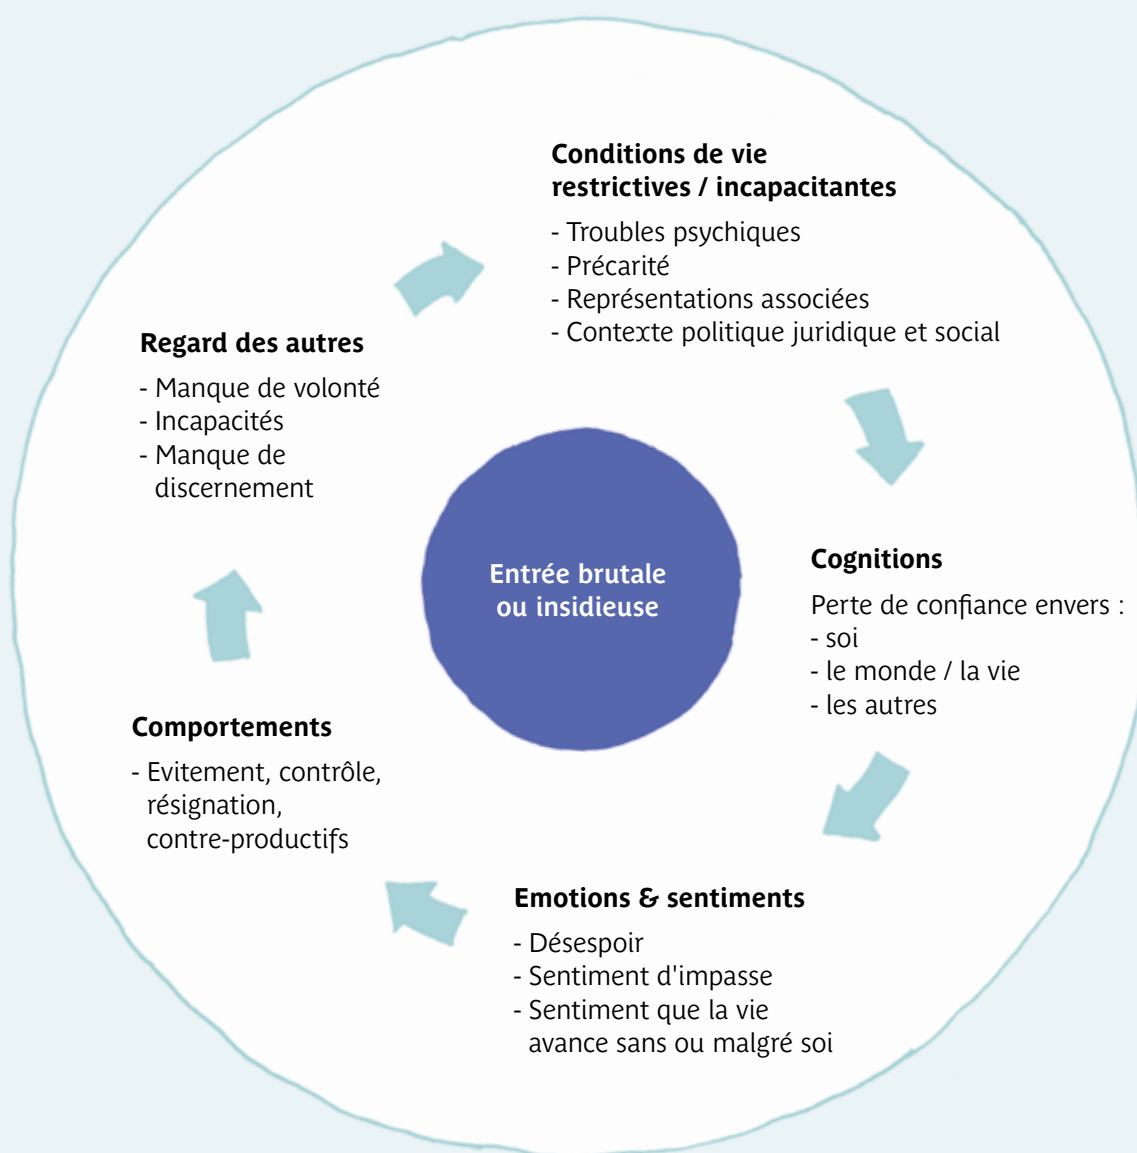 Conditions de vie
restrictives / incapacitantes
- Troubles psychiques
- Précarité
- Représentations associées
- Contexte politique juridique et social
Cognitions
Perte de confiance envers :
- soi
- le monde / la vie
- les autres
Emotions & sentiments
- Désespoir
- Sentiment d'impasse
- Sentiment que la vie
avance sans ou malgré soi
Comportements
- Evitement, contrôle,
résignation,
contre-productifs
Regard des autres
- Manque de volonté
- Incapacités
- Manque de
discernement
Entrée brutale
ou insidieuse